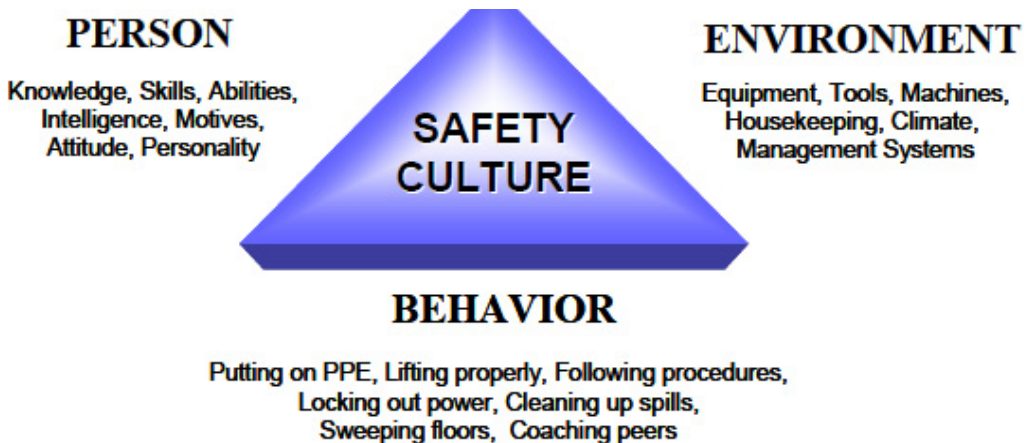 PERSON
Knowledge, Skills, Abilities,
Intelligence, Motives,
Attitude, Personality
SAFETY
CULTURE
ENVIRONMENT
Equipment, Tools, Machines,
Housekeeping, Climate,
Management Systems
BEHAVIOR
Putting on PPE, Lifting properly, Following procedures,
Locking out power, Cleaning up spills,
Sweeping floors, Coaching peers